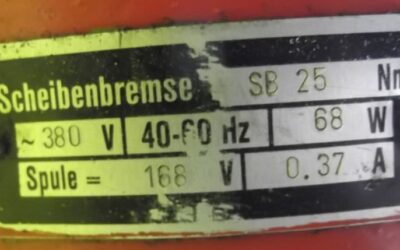 Scheibenbremse SB 25 Nm
~380 V 40-60 Hz 68 W
Spule = 168 V 0.37 A